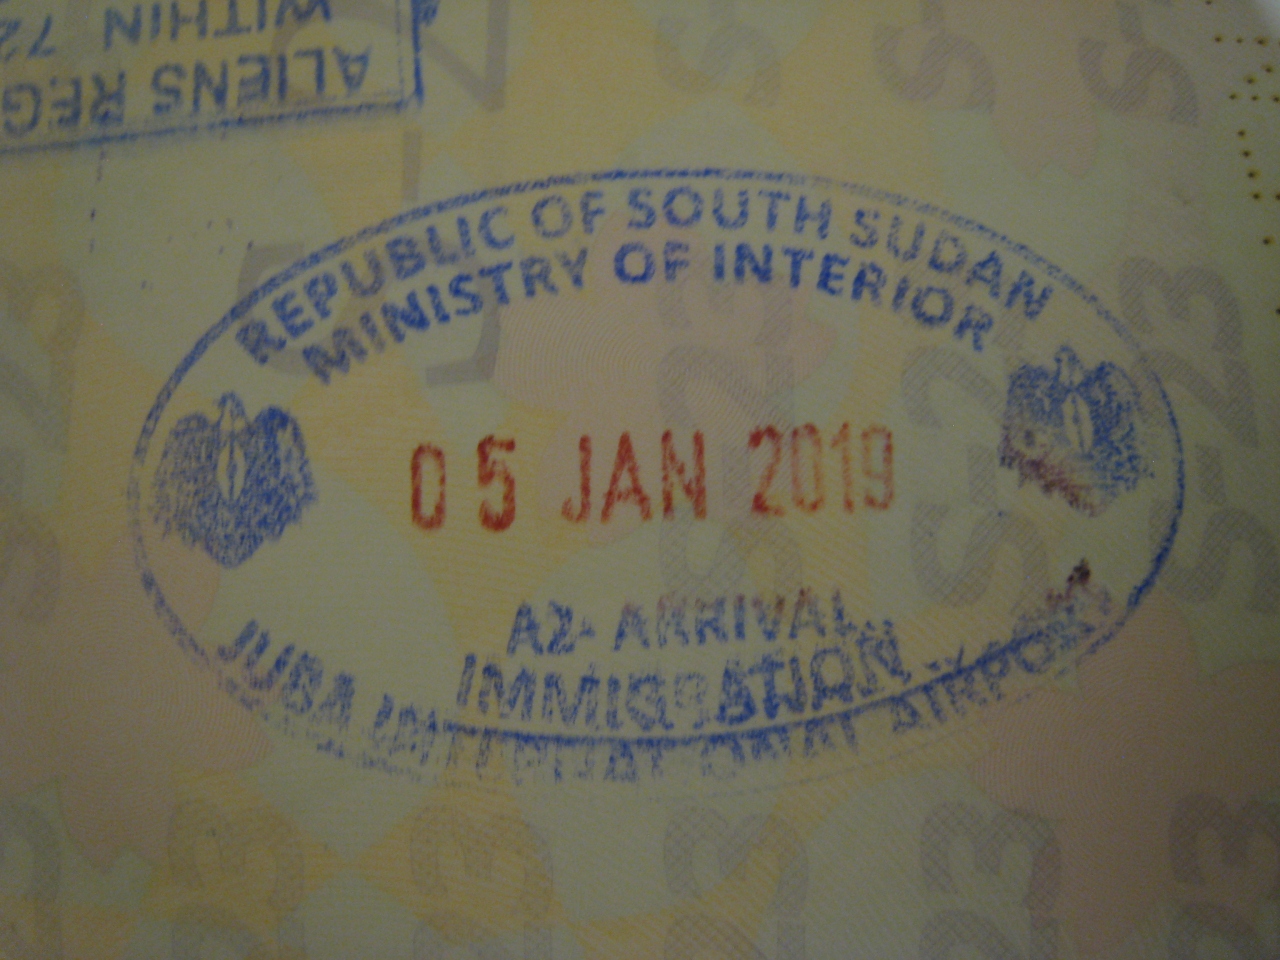 ALIENS REG
WITHIN 72
REPUBLIC OF SOUTH SUDAN
MINISTRY OF INTERIOR
05 JAN 2019
A2- ARRIVAL
IMMIGRATION
JUBA INTERNATIONAL AIRPORT